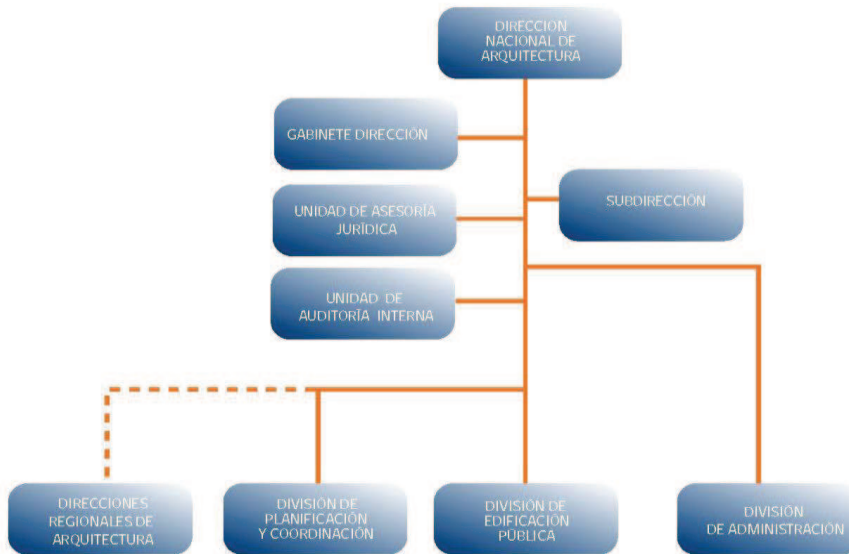 DIRECCION
NACIONAL DE
ARQUITECTURA
GABINETE DIRECCIÓN
SUBDIRECCIÓN
UNIDAD DE ASESORÍA
JURÍDICA
UNIDAD DE
AUDITORÍA INTERNA
DIRECCIONES
REGIONALES DE
ARQUITECTURA
DIVISIÓN DE
PLANIFICACIÓN
Y COORDINACIÓN
DIVISIÓN DE
EDIFICACIÓN
PÚBLICA
DIVISIÓN
DE ADMINISTRACIÓN